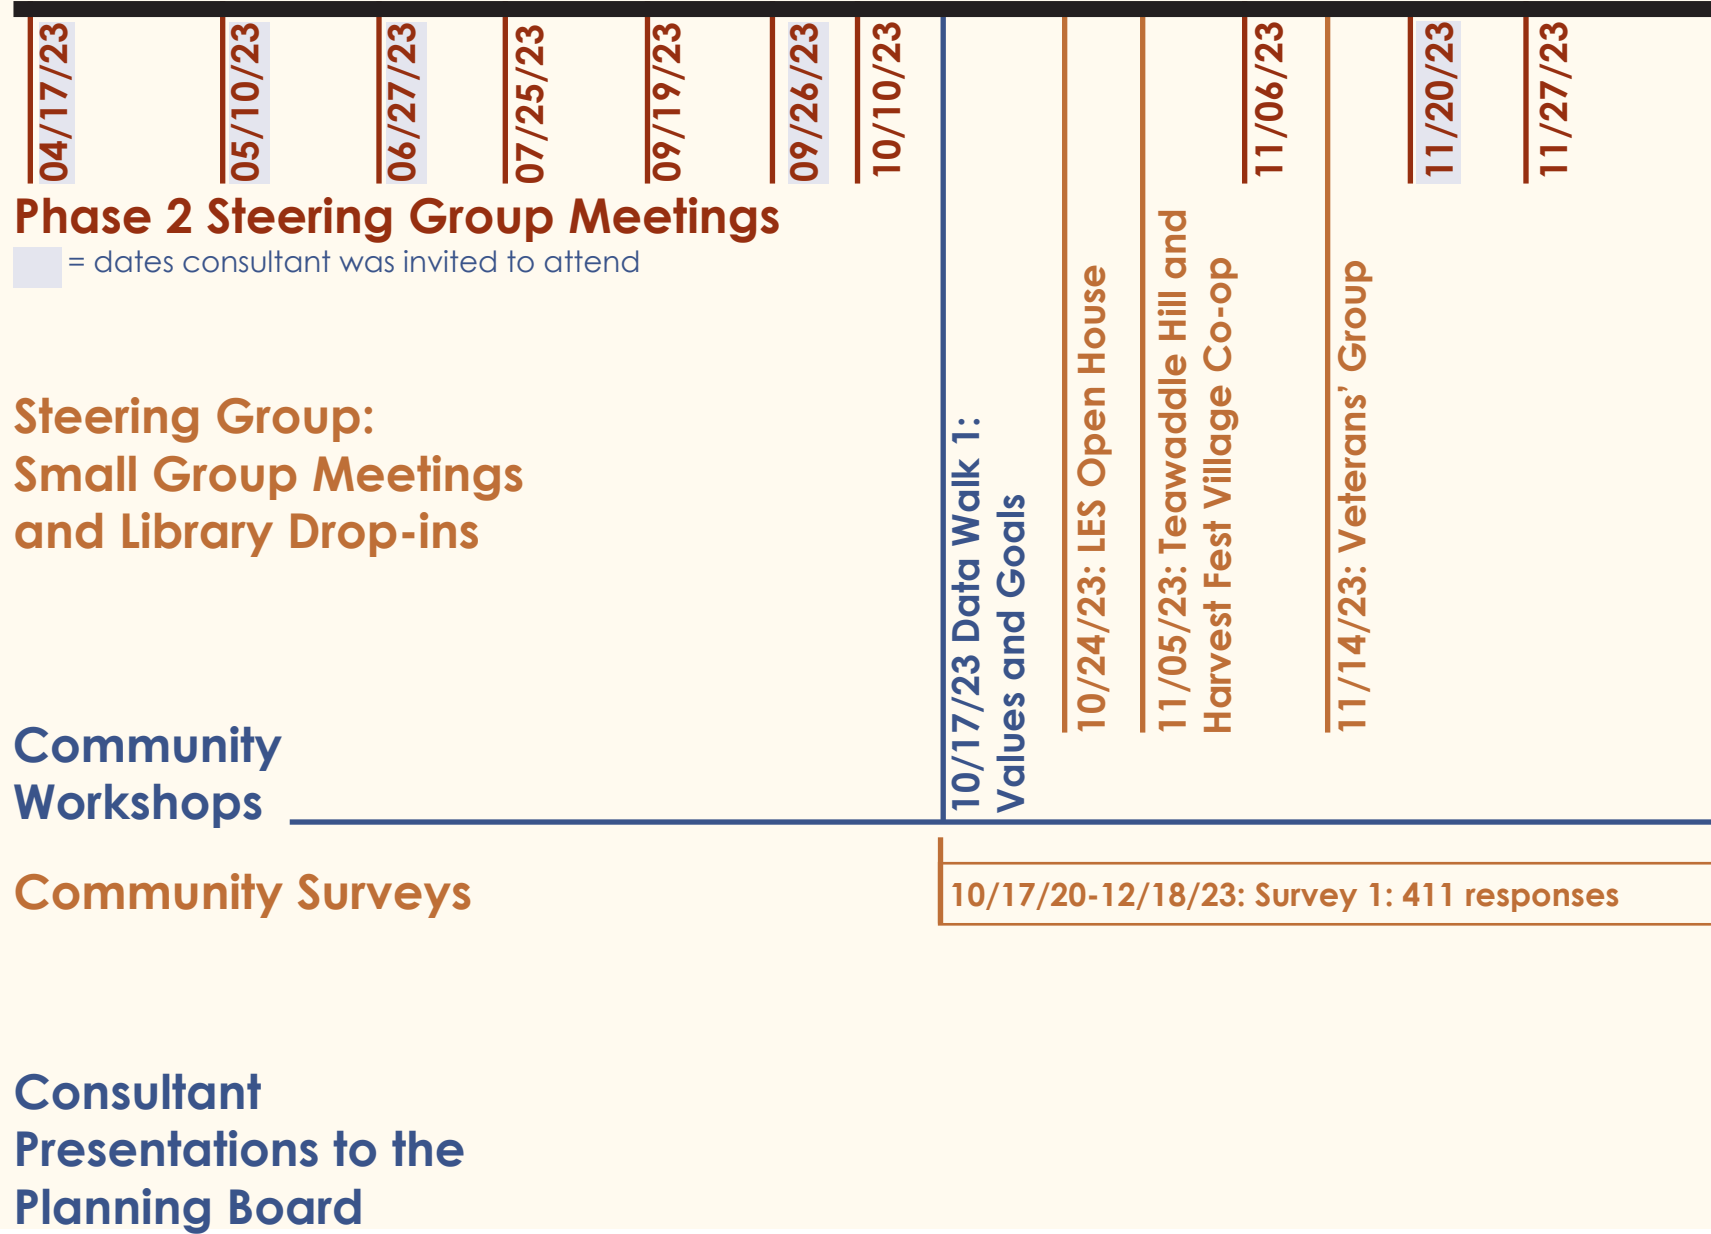 04/17/23
05/10/23
06/27/23
07/25/23
09/19/23
09/26/23
10/10/23
11/06/23
11/20/23
11/27/23
Phase 2 Steering Group Meetings
= dates consultant was invited to attend
Steering Group:
Small Group Meetings
and Library Drop-ins
10/17/23 Data Walk 1:
Values and Goals
10/24/23: LES Open House
11/05/23: Teawaddle Hill and
Harvest Fest Village Co-op
11/14/23: Veterans’ Group
Community
Workshops
Community Surveys
10/17/20-12/18/23: Survey 1: 411 responses
Consultant
Presentations to the
Planning Board